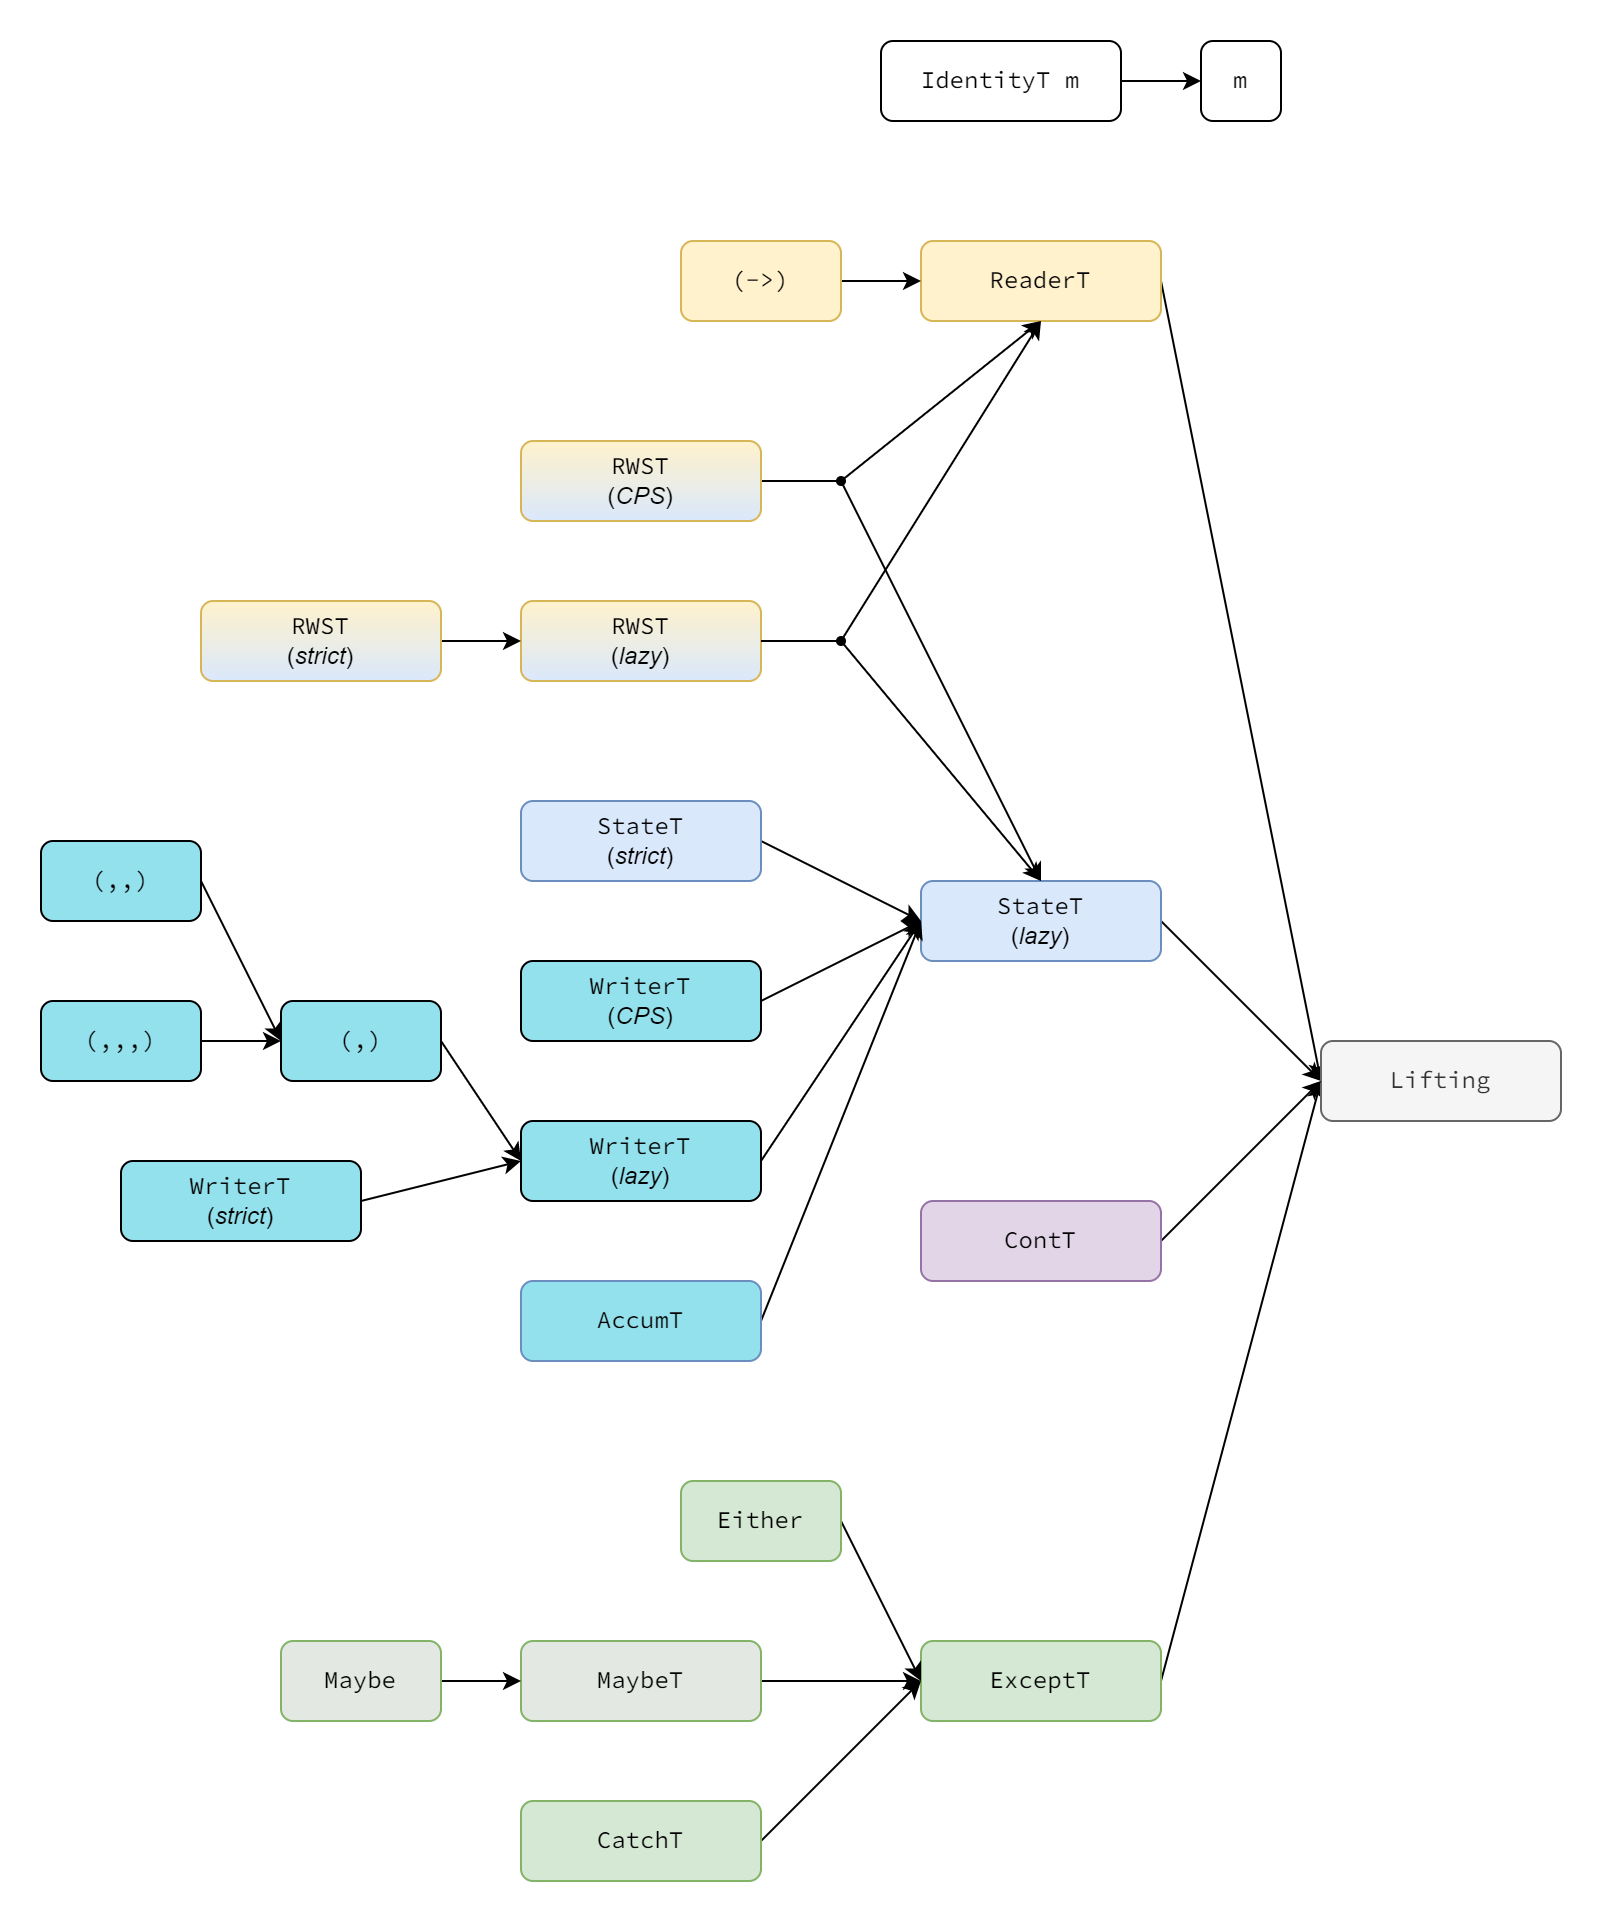 IdentityT m
m
(->)
ReaderT
RWST
(CPS)
RWST
(strict)
RWST
(lazy)
StateT
(strict)
(,,)
StateT
(lazy)
WriterT
(CPS)
(,,,)
(,)
Lifting
WriterT
(lazy)
WriterT
(strict)
ContT
AccumT
Either
Maybe
MaybeT
ExceptT
CatchT